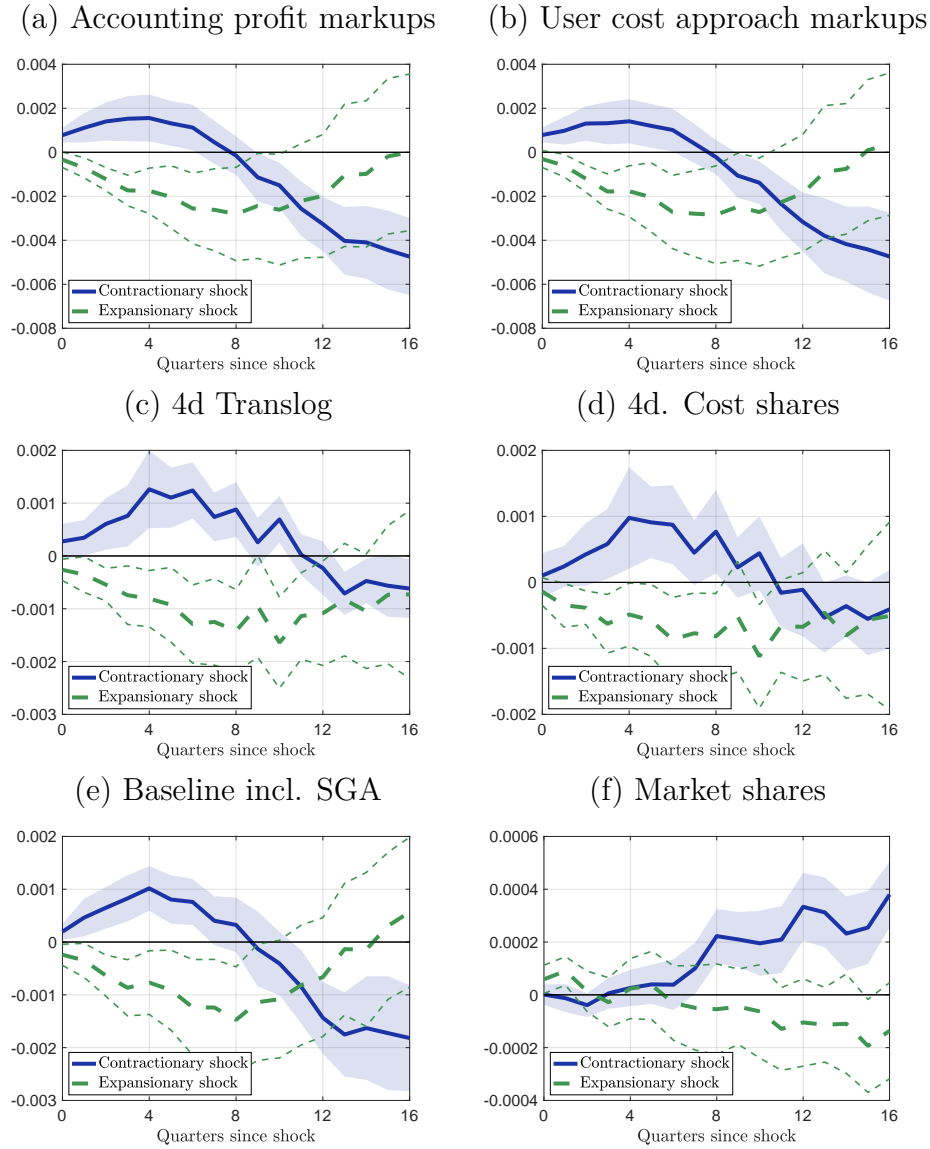 (a) Accounting profit markups
(b) User cost approach markups
0.004
0.002
0
-0.002
-0.004
-0.006
-0.008
Contractionary shock
Expansionary shock
0 4 8 12 16
Quarters since shock
0.004
0.002
0
-0.002
-0.004
-0.006
-0.008
Contractionary shock
Expansionary shock
0 4 8 12 16
Quarters since shock
(c) 4d Translog
(d) 4d. Cost shares
0.002
0.001
0
-0.001
-0.002
-0.003
Contractionary shock
Expansionary shock
0 4 8 12 16
Quarters since shock
0.002
0.001
0
-0.001
-0.002
Contractionary shock
Expansionary shock
0 4 8 12 16
Quarters since shock
(e) Baseline incl. SGA
(f) Market shares
0.002
0.001
0
-0.001
-0.002
-0.003
Contractionary shock
Expansionary shock
0 4 8 12 16
Quarters since shock
0.0006
0.0004
0.0002
0
-0.0002
-0.0004
Contractionary shock
Expansionary shock
0 4 8 12 16
Quarters since shock